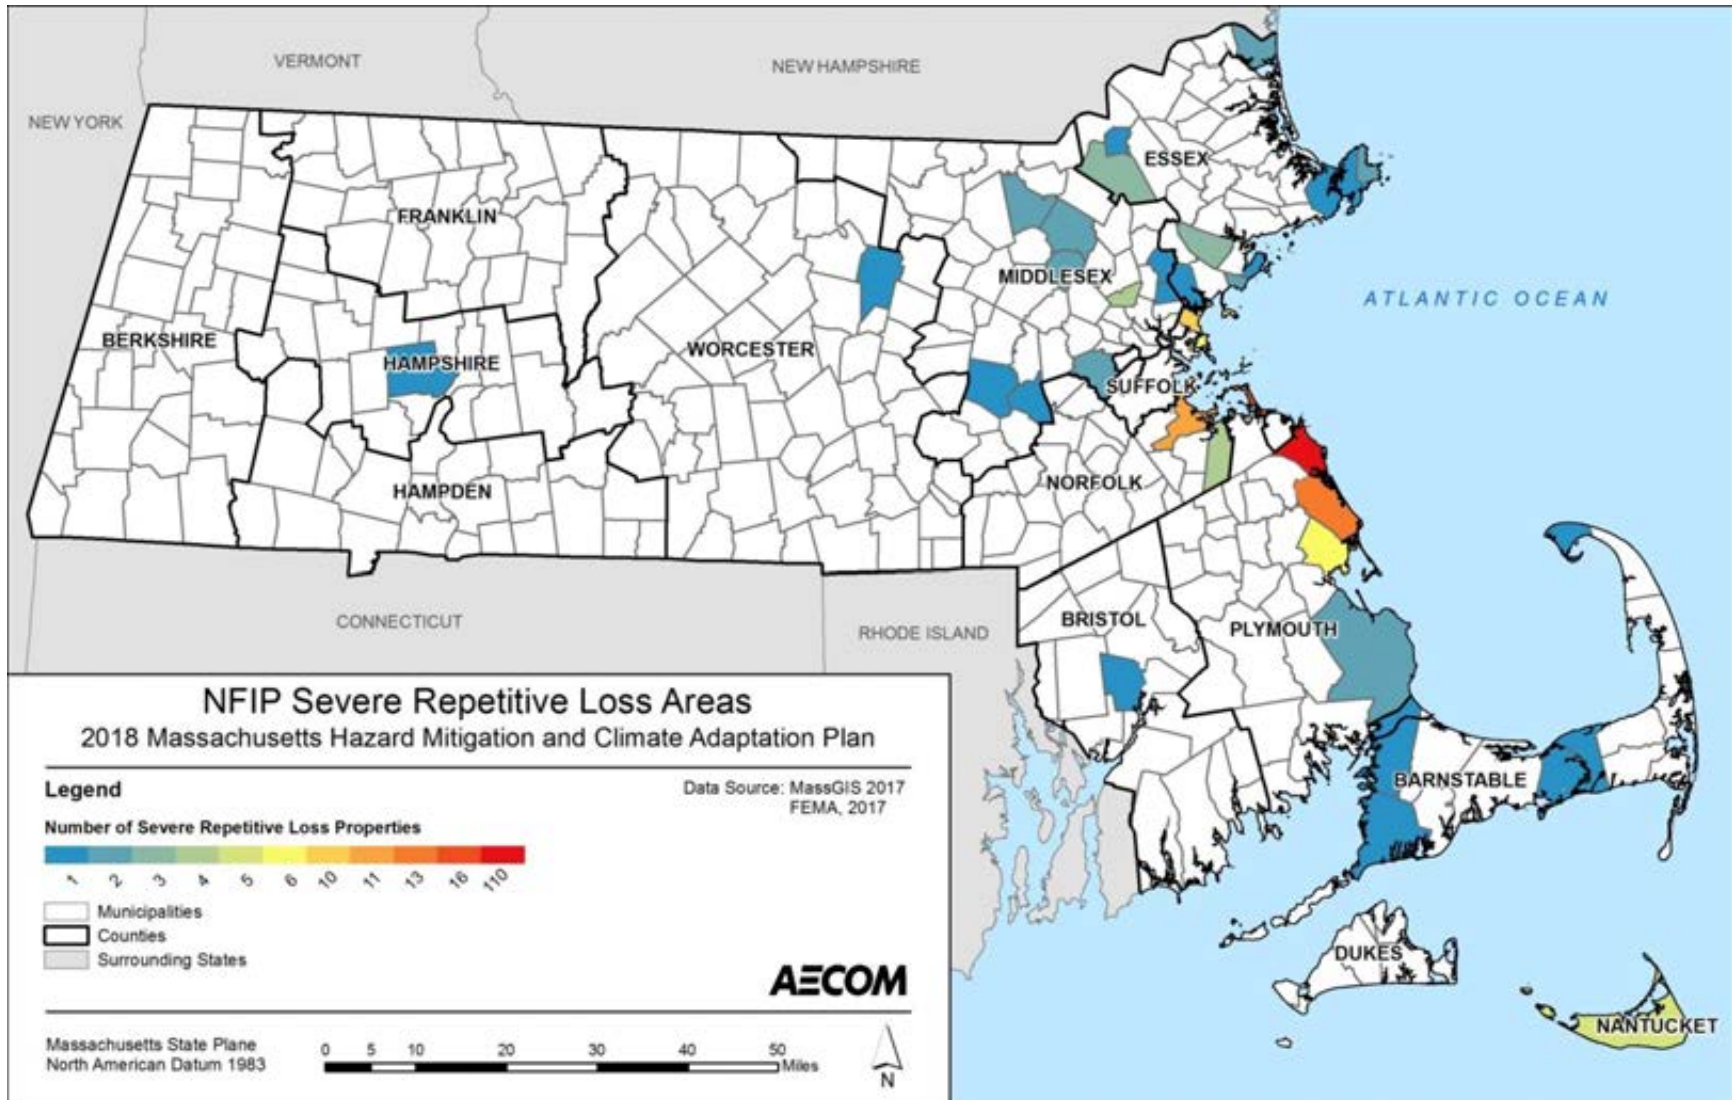 VERMONT
NEW HAMPSHIRE
NEW YORK
ESSEX
FRANKLIN
MIDDLESEX
ATLANTIC OCEAN
BERKSHIRE
HAMPSHIRE
WORCESTER
SUFFOLK
HAMPDEN
NORFOLK
CONNECTICUT
RHODE ISLAND
BRISTOL
PLYMOUTH
BARNSTABLE
DUKES
NANTUCKET
NFIP Severe Repetitive Loss Areas
2018 Massachusetts Hazard Mitigation and Climate Adaptation Plan
Legend
Data Source: MassGIS 2017
FEMA, 2017
Number of Severe Repetitive Loss Properties
1 2 3 4 5 6 10 11 13 16 110
Municipalities
Counties
Surrounding States
AECOM
Massachusetts State Plane
North American Datum 1983
0 5 10 20 30 40 50
Miles
N